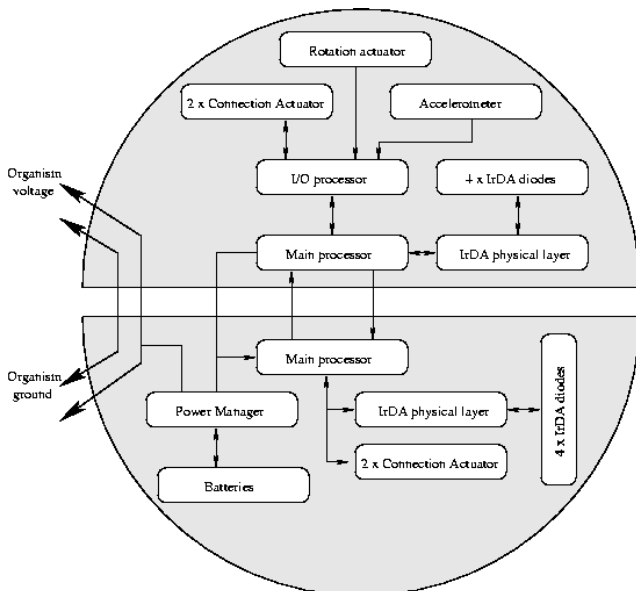 Rotation actuator
2 x Connection Actuator
Accelerometer
Organism
voltage
I/O processor
4 x IrDA diodes
Main processor
IrDA physical layer
Main processor
Organism
ground
Power Manager
IrDA physical layer
4 x IrDA diodes
2 x Connection Actuator
Batteries